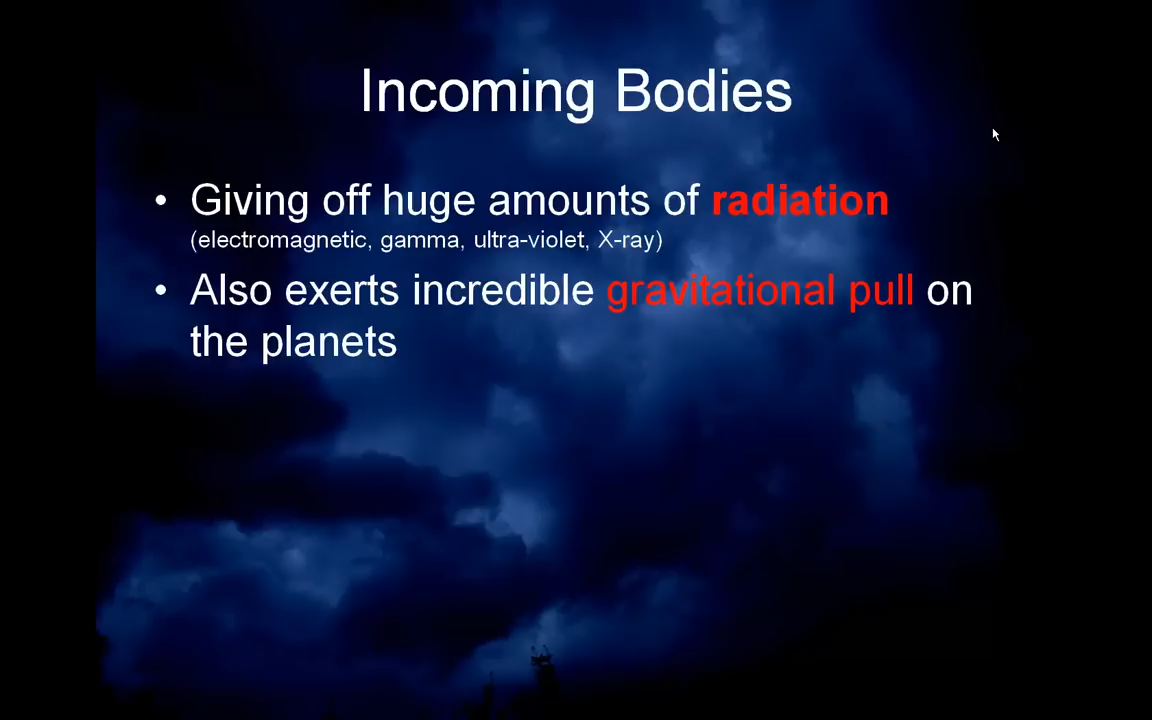 Incoming Bodies
• Giving off huge amounts of radiation
(electromagnetic, gamma, ultra-violet, X-ray)
• Also exerts incredible gravitational pull on
the planets